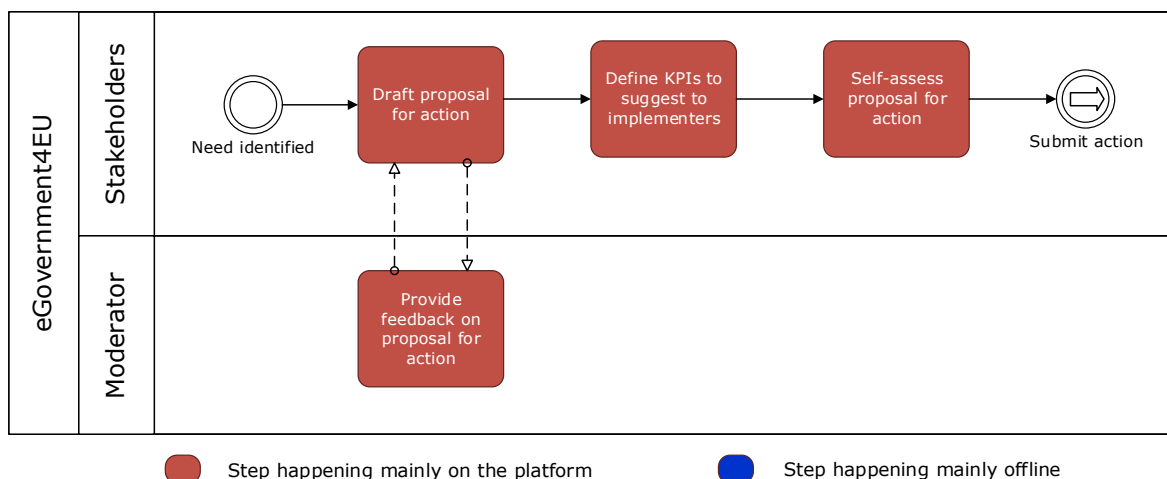 eGovernment4EU
Stakeholders
Need identified
Draft proposal
for action
Define KPIs to
suggest to
implementers
Self-assess
proposal for
action
Submit action
Moderator
Provide
feedback on
proposal for
action
Step happening mainly on the platform
Step happening mainly offline